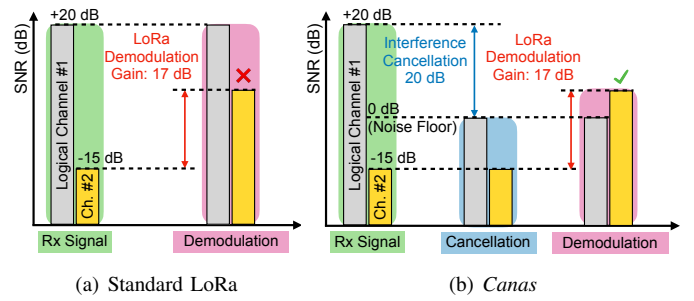 SNR (dB)
+20 dB
Logical Channel #1
-15 dB
Ch. #2
LoRa
Demodulation
Gain: 17 dB
Rx Signal
Demodulation
(a) Standard LoRa
SNR (dB)
+20 dB
Logical Channel #1
0 dB
(Noise Floor)
-15 dB
Ch. #2
Interference
Cancellation
20 dB
LoRa
Demodulation
Gain: 17 dB
Rx Signal
Cancellation
Demodulation
(b) Canas